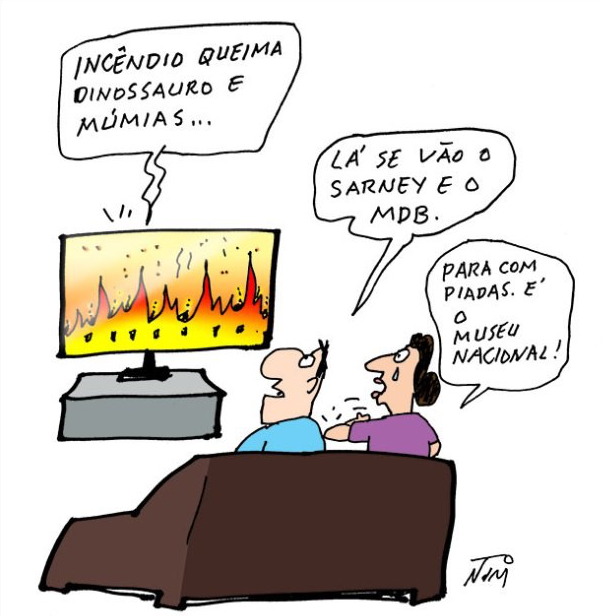 INCÊNDIO QUEIMA
DINOSSAURO E
MÚMIAS...
LÁ SE VÃO O
SARNEY E O
MDB.
PARA COM
PIADAS. E'
O
MUSEU
NACIONAL!